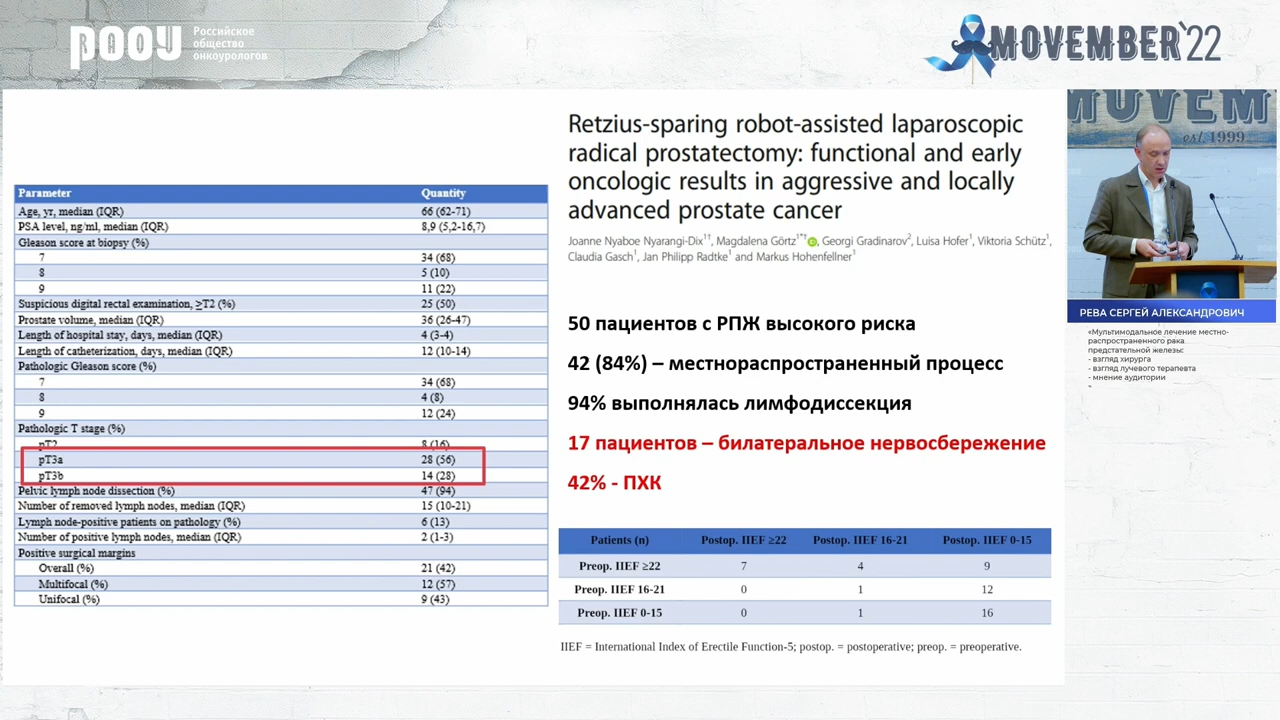 РООУ
Российское
общество
онкоурологов
MOVEMBER'22
Retzius-sparing robot-assisted laparoscopic
radical prostatectomy: functional and early
oncologic results in aggressive and locally
advanced prostate cancer
Joanne Nyaboe Nyarangi-Dix1†, Magdalena Görtz1*† , Georgi Gradinarov2, Luisa Hofer1, Viktoria Schütz1,
Claudia Gasch1, Jan Philipp Radtke1 and Markus Hohenfellner1
Parameter Quantity
Age, yr, median (IQR) 66 (62-71)
PSA level, ng/ml, median (IQR) 8,9 (5,2-16,7)
Gleason score at biopsy (%)
7 34 (68)
8 5 (10)
9 11 (22)
Suspicious digital rectal examination, ≥T2 (%) 25 (50)
Prostate volume, median (IQR) 36 (26-47)
Length of hospital stay, days, median (IQR) 4 (3-4)
Length of catheterization, days, median (IQR) 12 (10-14)
Pathologic Gleason score (%)
7 34 (68)
8 4 (8)
9 12 (24)
Pathologic T stage (%)
pT2 8 (16)
pT3a 28 (56)
pT3b 14 (28)
Pelvic lymph node dissection (%) 47 (94)
Number of removed lymph nodes, median (IQR) 15 (10-21)
Lymph node-positive patients on pathology (%) 6 (13)
Number of positive lymph nodes, median (IQR) 2 (1-3)
Positive surgical margins
Overall (%) 21 (42)
Multifocal (%) 12 (57)
Unifocal (%) 9 (43)
50 пациентов с РПЖ высокого риска
42 (84%) – местнораспространенный процесс
94% выполнялась лимфодиссекция
17 пациентов – билатеральное нервосбережение
42% - ПХК
Patients (n) Postop. IIEF ≥22 Postop. IIEF 16-21 Postop. IIEF 0-15
Preop. IIEF ≥22 7 4 9
Preop. IIEF 16-21 0 1 12
Preop. IIEF 0-15 0 1 16
IIEF = International Index of Erectile Function-5; postop. = postoperative; preop. = preoperative.
MOVEM
est. 1999
РЕВА СЕРГЕЙ АЛЕКСАНДРОВИЧ
«Мультимодальное лечение местно-
распространенного рака
предстательной железы:
- взгляд хирурга
- взгляд лучевого терапевта
- мнение аудитории
»